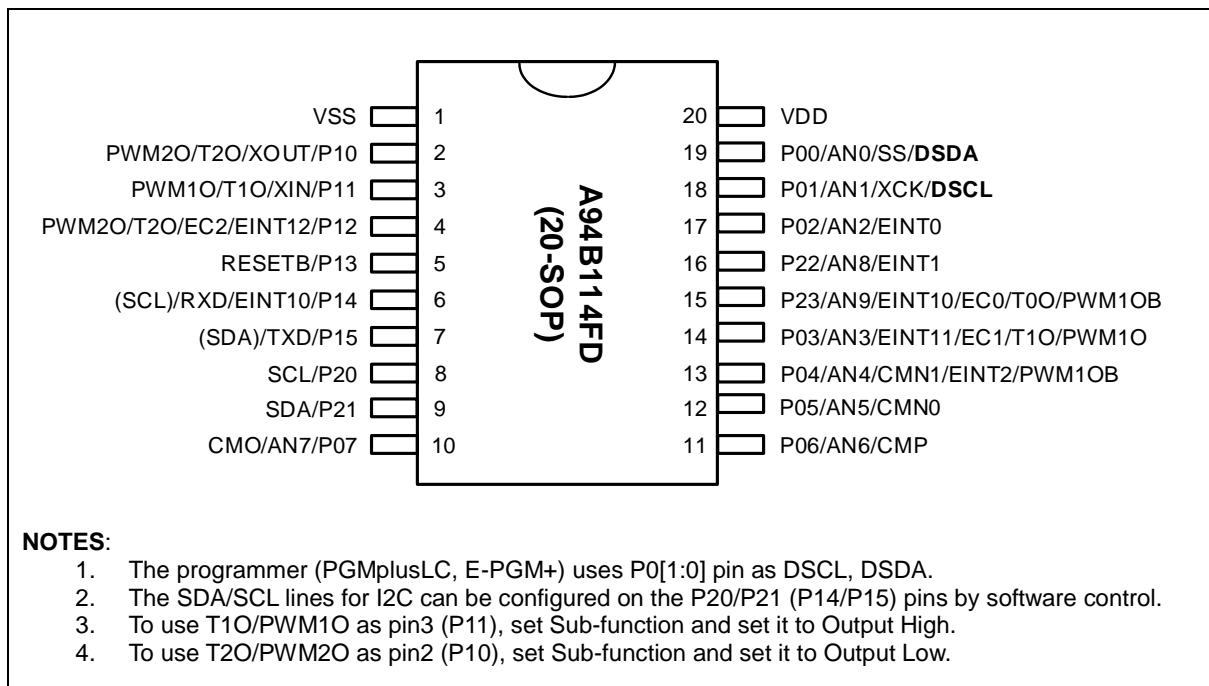 VSS 1
PWM2O/T2O/XOUT/P10 2
PWM1O/T1O/XIN/P11 3
PWM2O/T2O/EC2/EINT12/P12 4
RESETB/P13 5
(SCL)/RXD/EINT10/P14 6
(SDA)/TXD/P15 7
SCL/P20 8
SDA/P21 9
CMO/AN7/P07 10
A94B114FD
(20-SOP)
20 VDD
19 P00/AN0/SS/DSDA
18 P01/AN1/XCK/DSCL
17 P02/AN2/EINT0
16 P22/AN8/EINT1
15 P23/AN9/EINT10/EC0/T0O/PWM1OB
14 P03/AN3/EINT11/EC1/T1O/PWM1O
13 P04/AN4/CMN1/EINT2/PWM1OB
12 P05/AN5/CMN0
11 P06/AN6/CMP
NOTES:
1. The programmer (PGMplusLC, E-PGM+) uses P0[1:0] pin as DSCL, DSDA.
2. The SDA/SCL lines for I2C can be configured on the P20/P21 (P14/P15) pins by software control.
3. To use T1O/PWM1O as pin3 (P11), set Sub-function and set it to Output High.
4. To use T2O/PWM2O as pin2 (P10), set Sub-function and set it to Output Low.